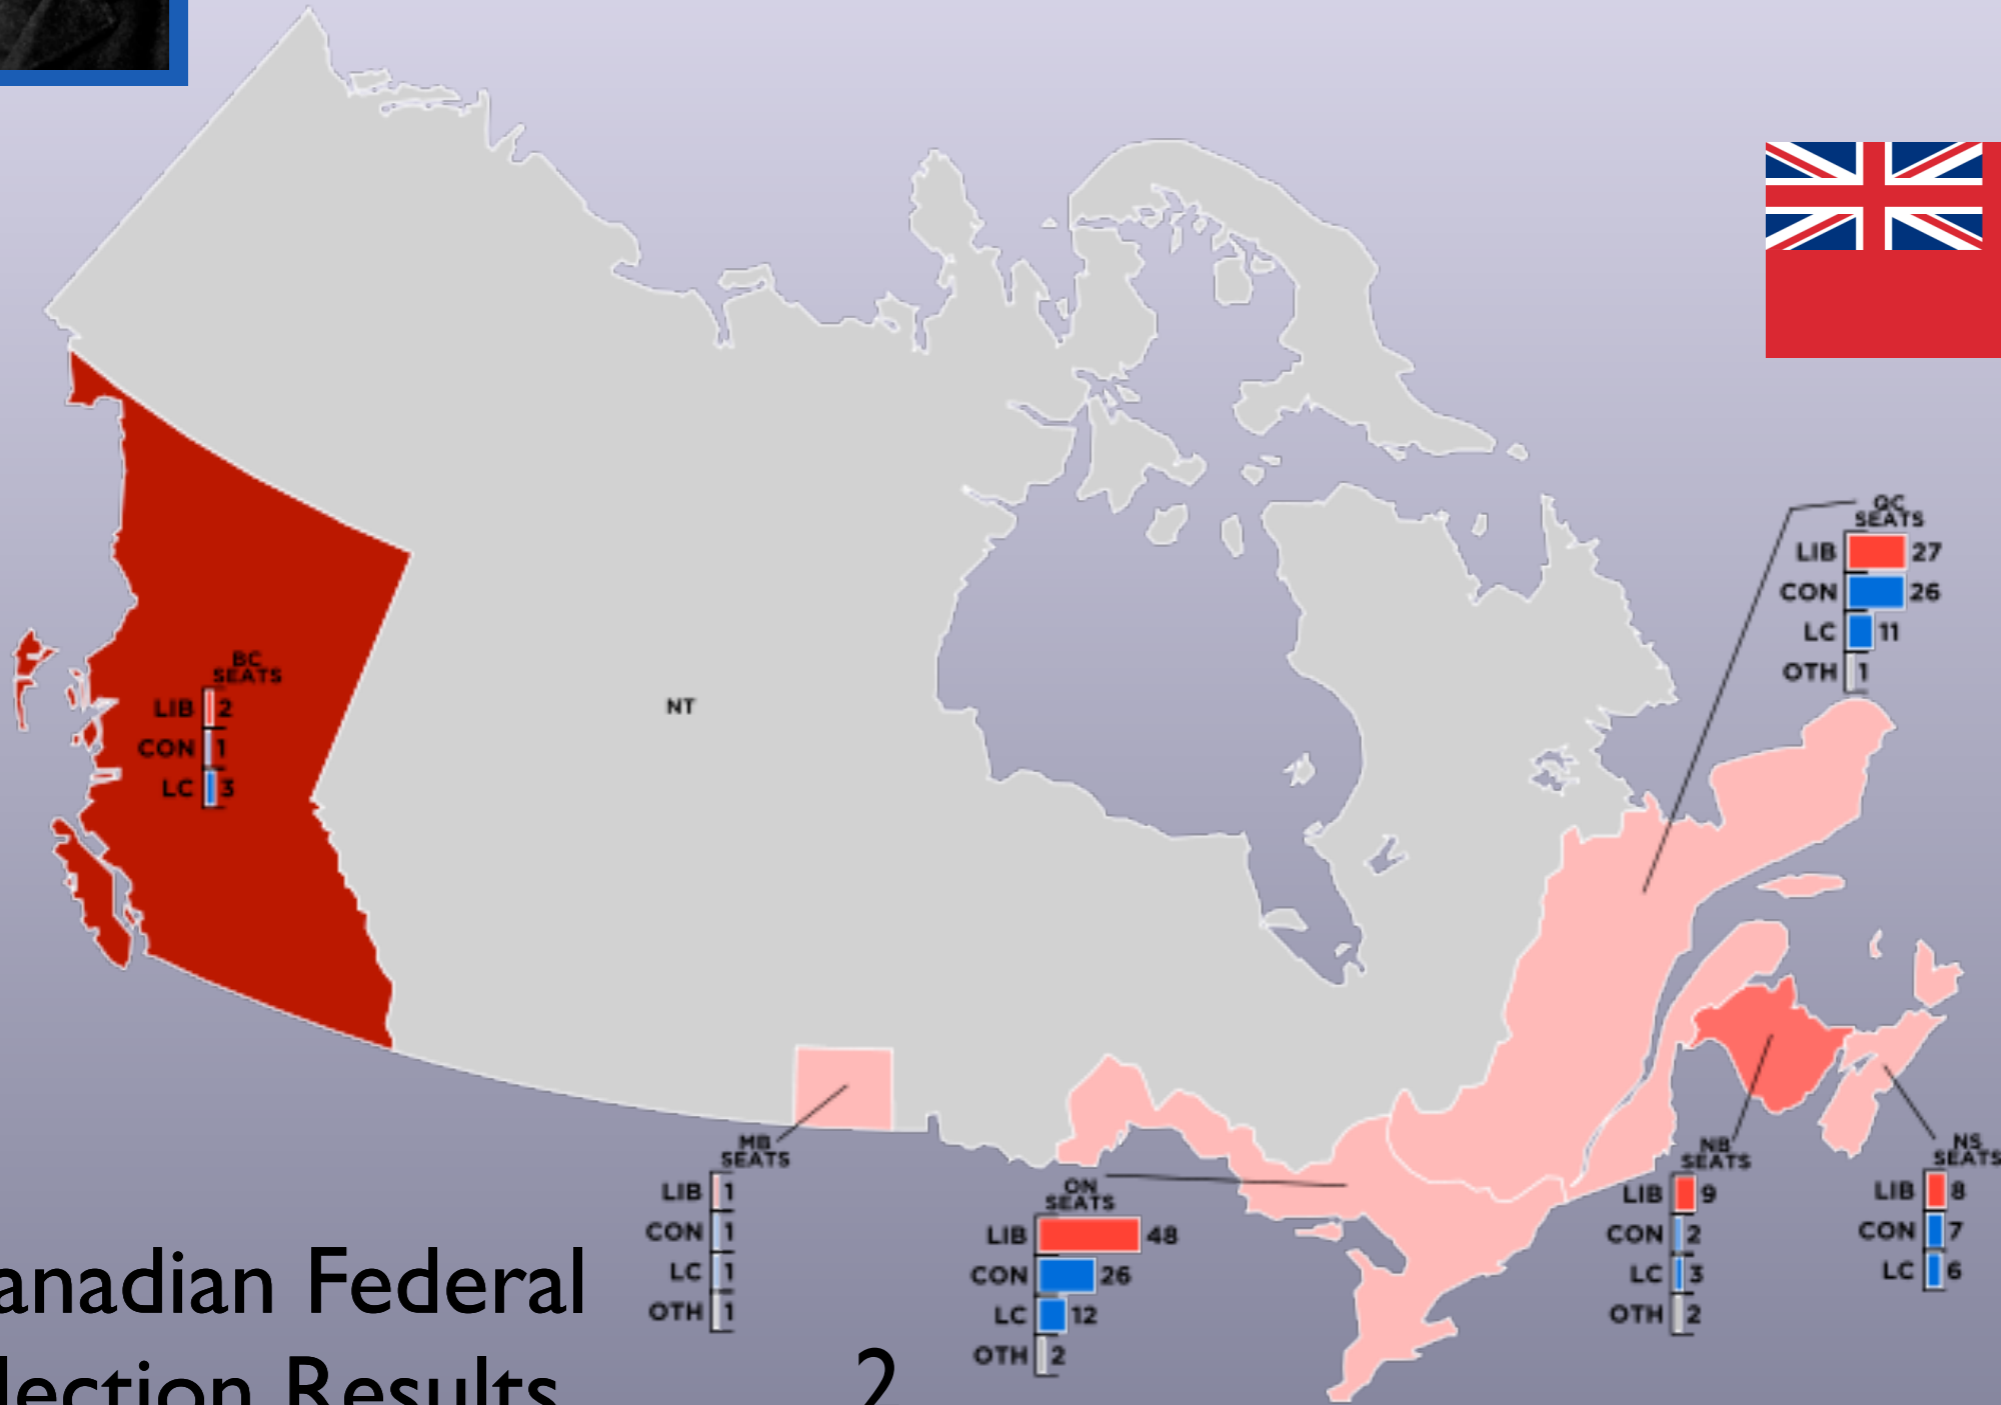 QC
SEATS
LIB 27
CON 26
LC 11
OTH 1
BC
SEATS
LIB 2
CON 1
LC 3
NT
MB
SEATS
LIB 1
CON 1
LC 1
OTH 1
ON
SEATS
LIB 48
CON 26
LC 12
OTH 2
NB
SEATS
LIB 9
CON 2
LC 3
OTH 2
NS
SEATS
LIB 8
CON 7
LC 6
anadian Federal
lection Results
2